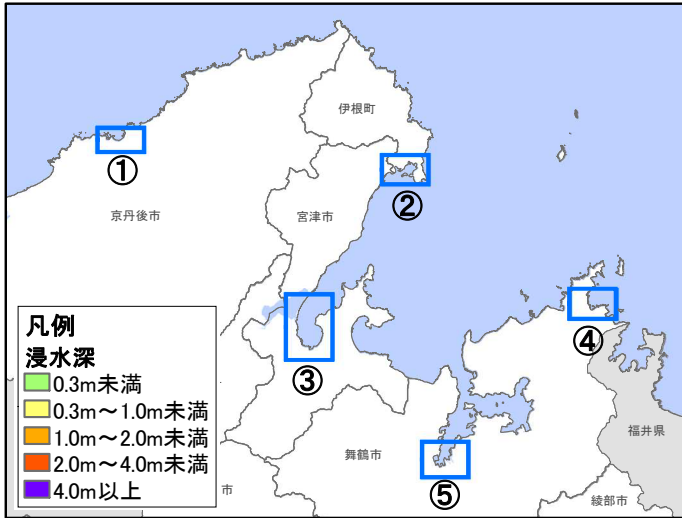 伊根町
①
②
京丹後市
宮津市
④
③
凡例
浸水深
0.3m未満
0.3m～1.0m未満
1.0m～2.0m未満
2.0m～4.0m未満
4.0m以上
福井県
舞鶴市
市
⑤
綾部市